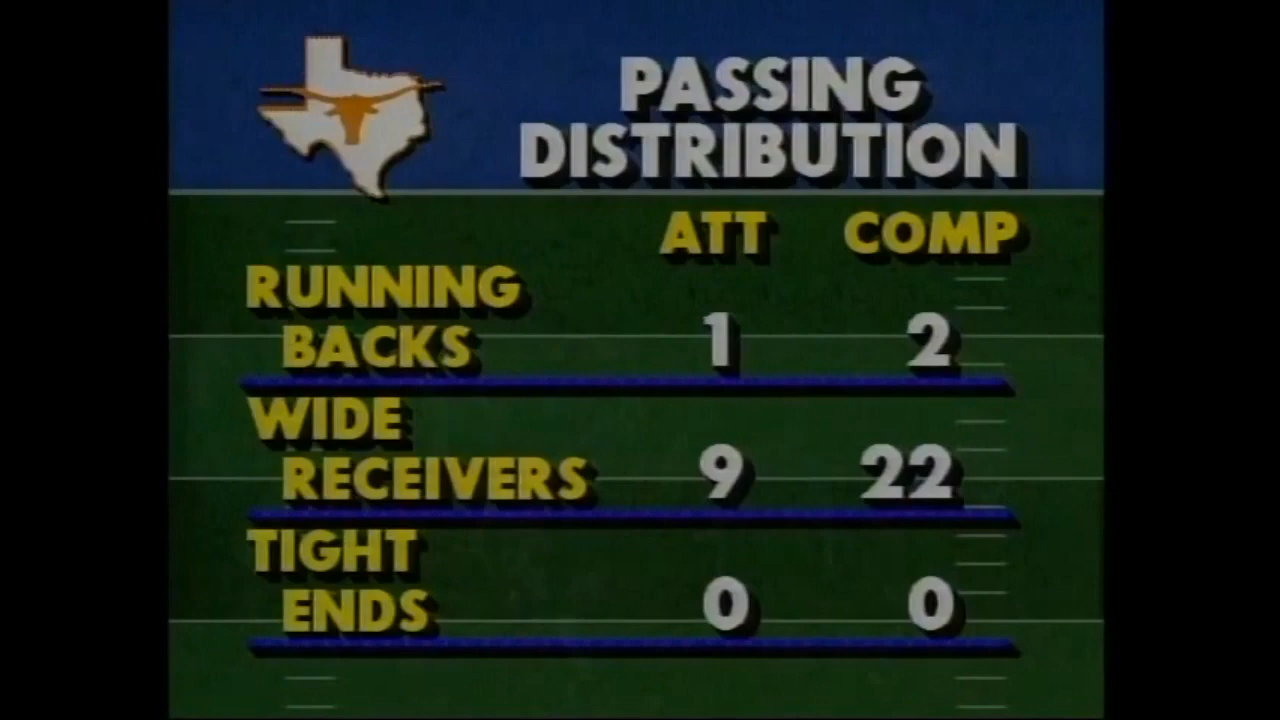 PASSING
DISTRIBUTION
ATT COMP
RUNNING
BACKS 1 2
WIDE
RECEIVERS 9 22
TIGHT
ENDS 0 0